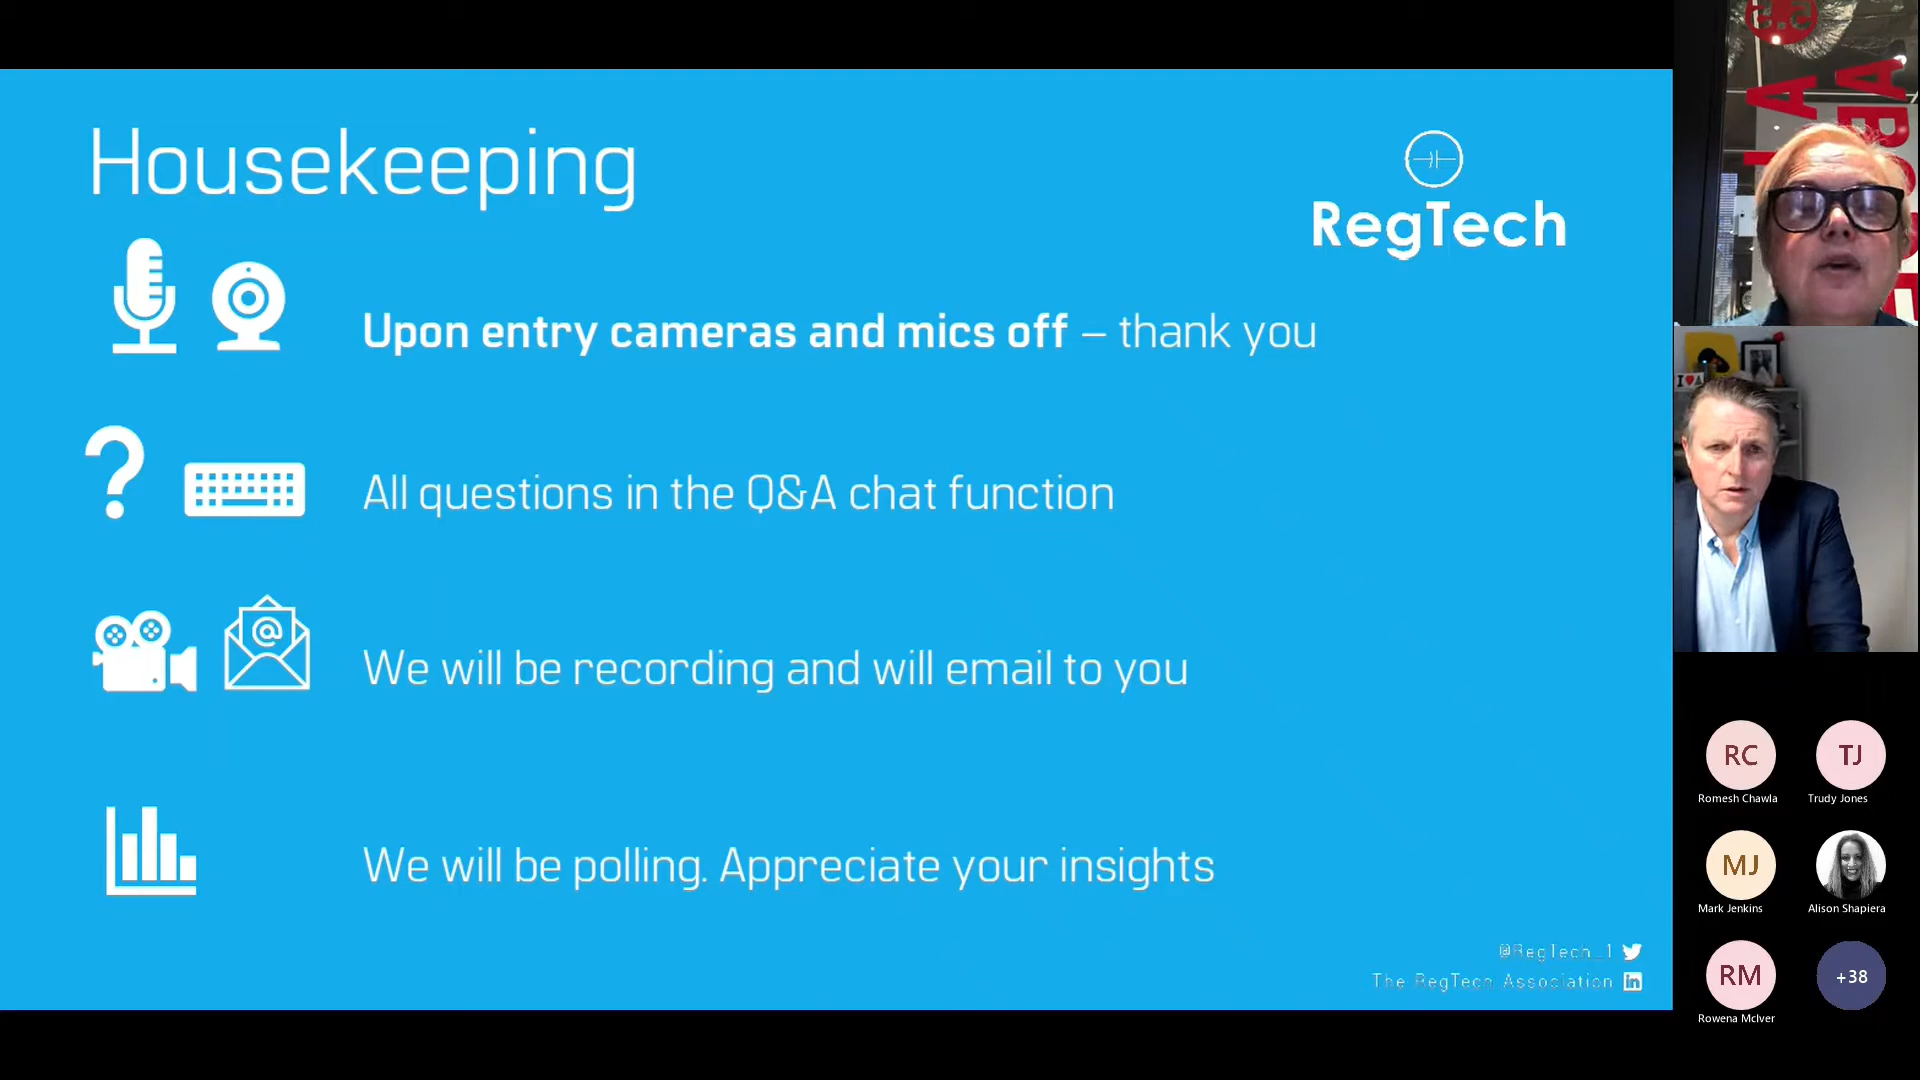 Housekeeping
RegTech
Upon entry cameras and mics off – thank you
All questions in the Q&A chat function
@
We will be recording and will email to you
We will be polling. Appreciate your insights
@RegTech_1
The RegTech Association in
I ♥ A
RC
Romesh Chawla
TJ
Trudy Jones
MJ
Mark Jenkins
Alison Shapiera
RM
Rowena McIver
+38